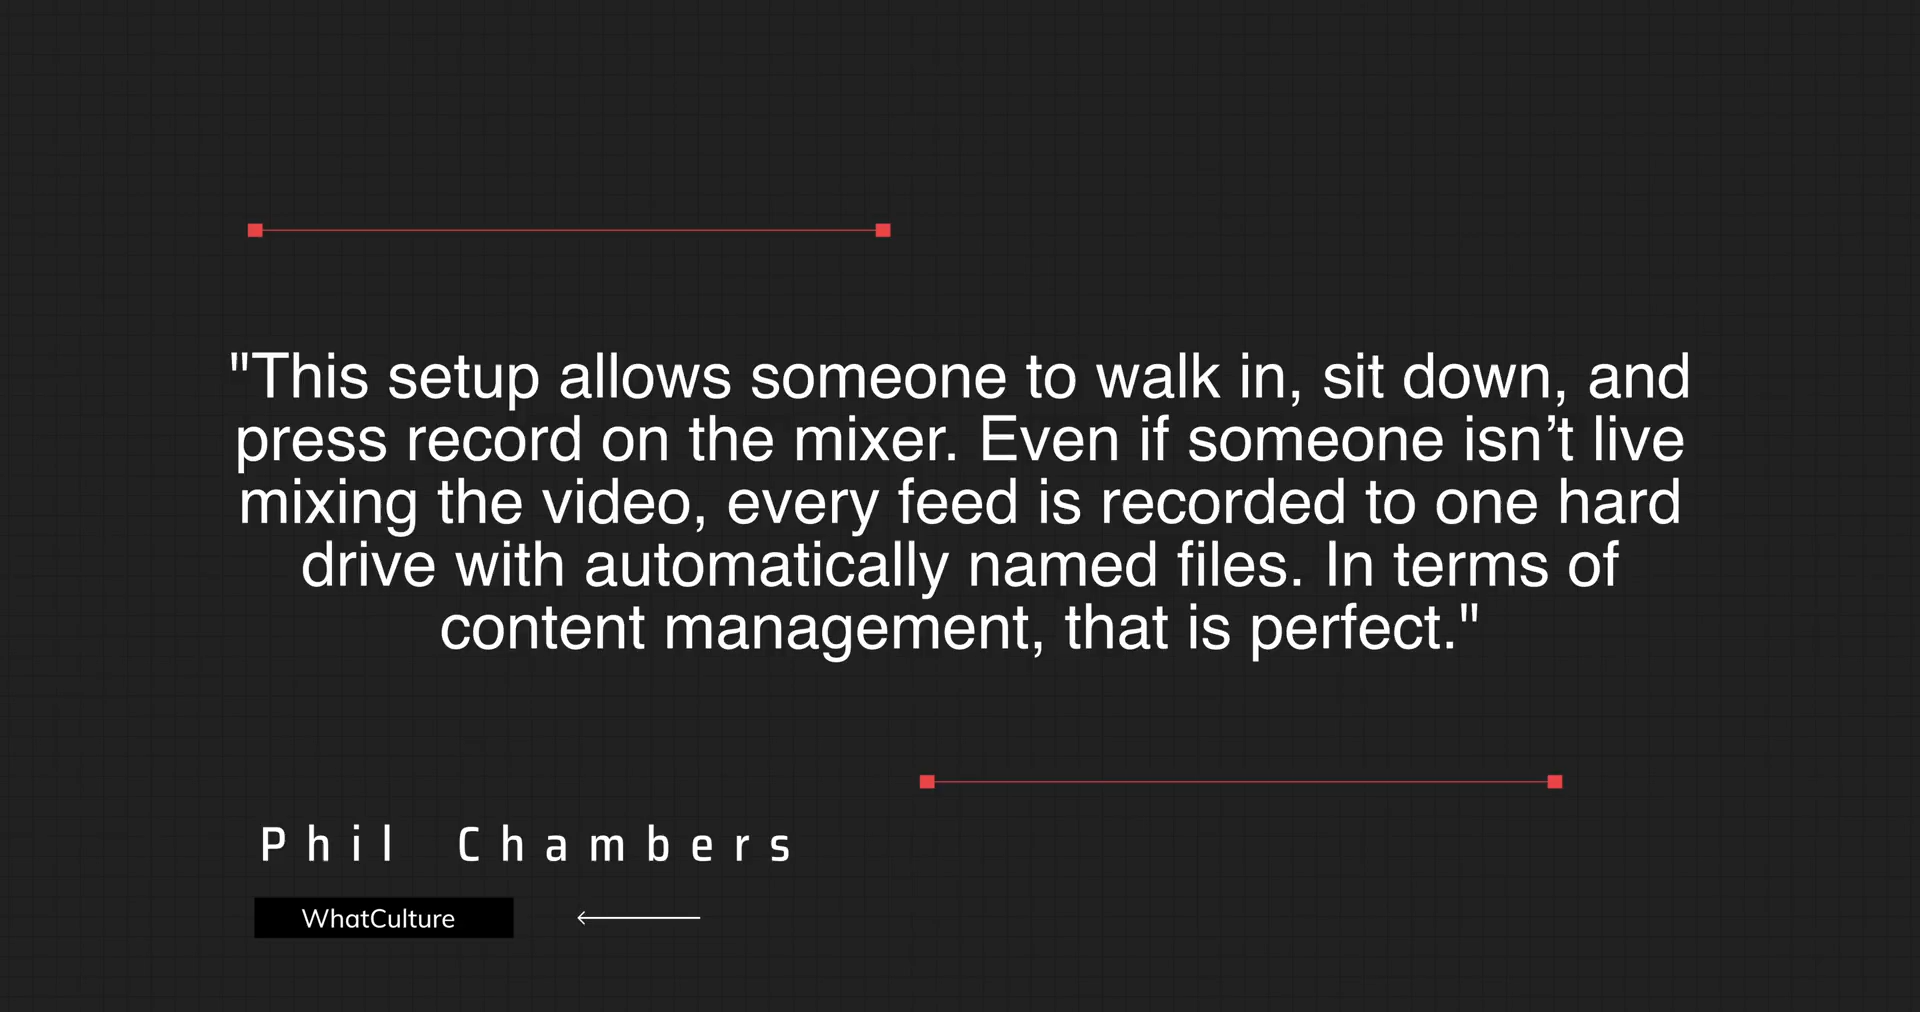 "This setup allows someone to walk in, sit down, and
press record on the mixer. Even if someone isn’t live
mixing the video, every feed is recorded to one hard
drive with automatically named files. In terms of
content management, that is perfect."
Phil Chambers
WhatCulture